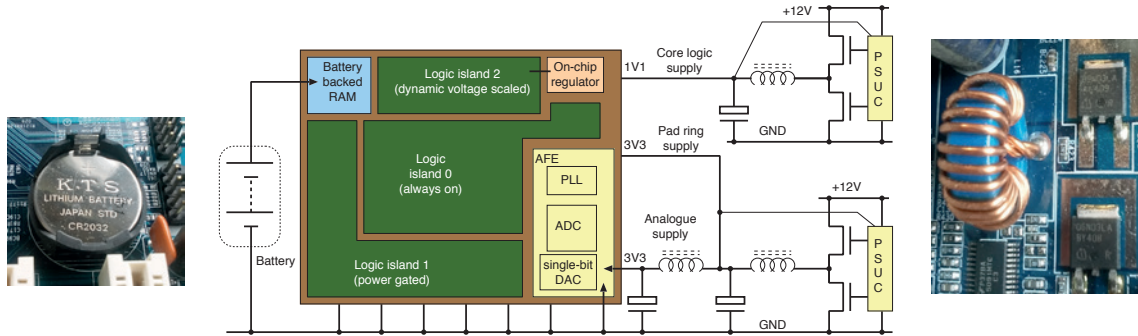 K.T.S
LITHIUM BATTERY
JAPAN STD
CR2032
Battery
Battery
backed
RAM
Logic island 2
(dynamic voltage scaled)
On-chip
regulator
Logic
island 0
(always on)
Logic island 1
(power gated)
AFE
PLL
ADC
single-bit
DAC
1V1
Core logic
supply
+12V
PSUC
GND
3V3
Pad ring
supply
+12V
Analogue
supply
3V3
PSUC
GND
06N03LA